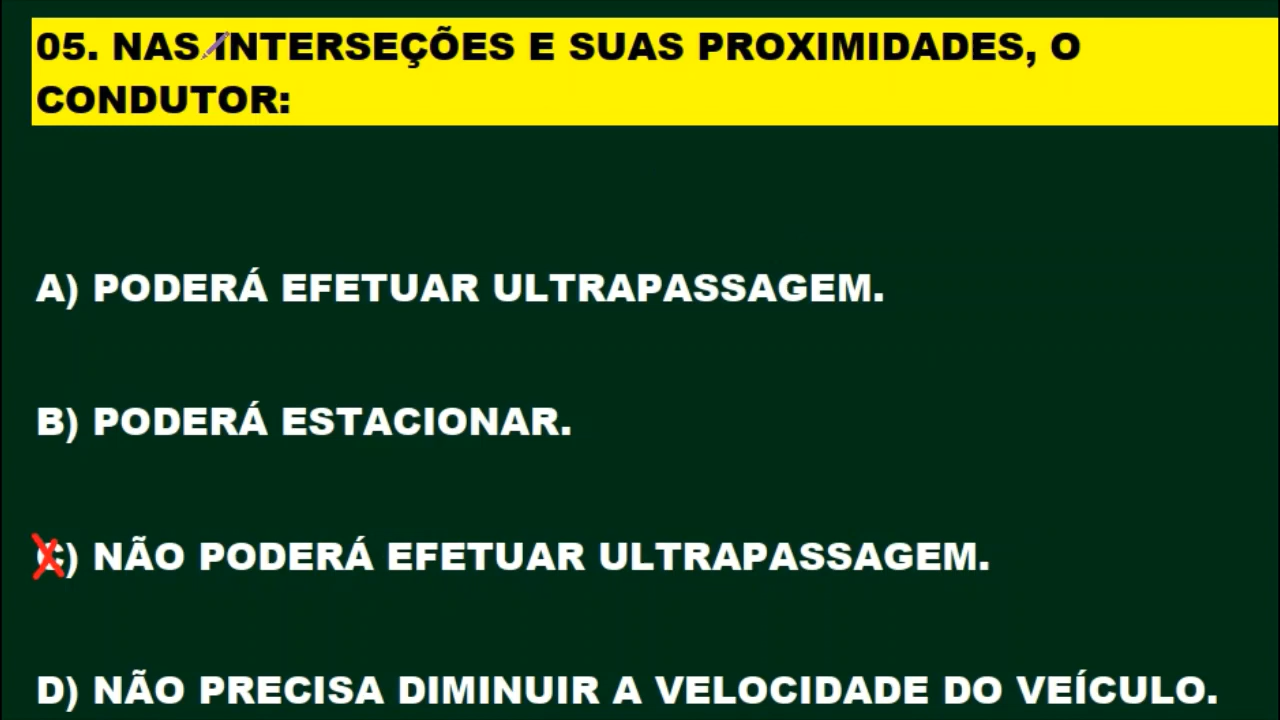 05. NAS INTERSEÇÕES E SUAS PROXIMIDADES, O
CONDUTOR:
A) PODERÁ EFETUAR ULTRAPASSAGEM.
B) PODERÁ ESTACIONAR.
C) NÃO PODERÁ EFETUAR ULTRAPASSAGEM.
D) NÃO PRECISA DIMINUIR A VELOCIDADE DO VEÍCULO.